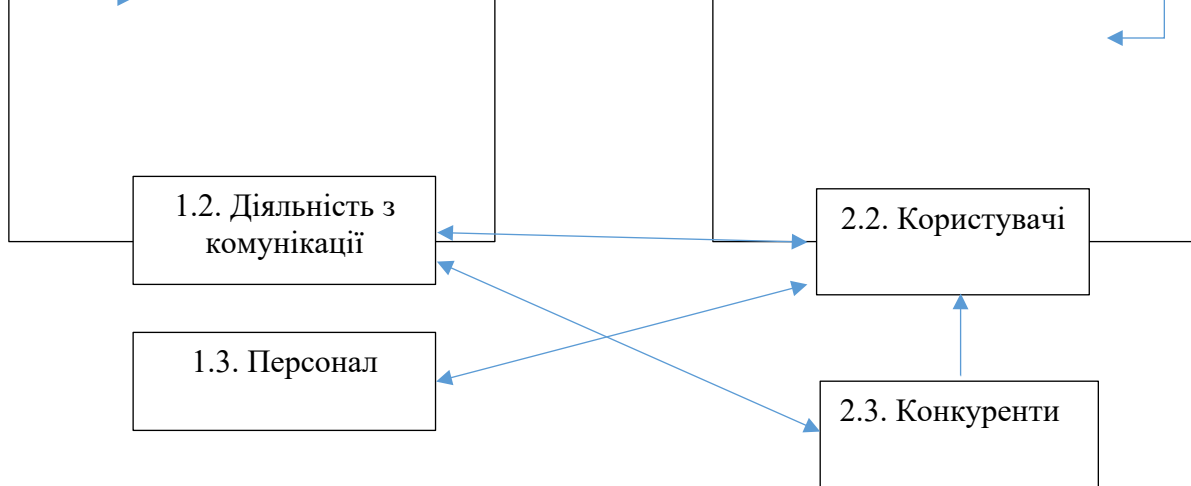 1.2. Діяльність з
комунікації
2.2. Користувачі
1.3. Персонал
2.3. Конкуренти